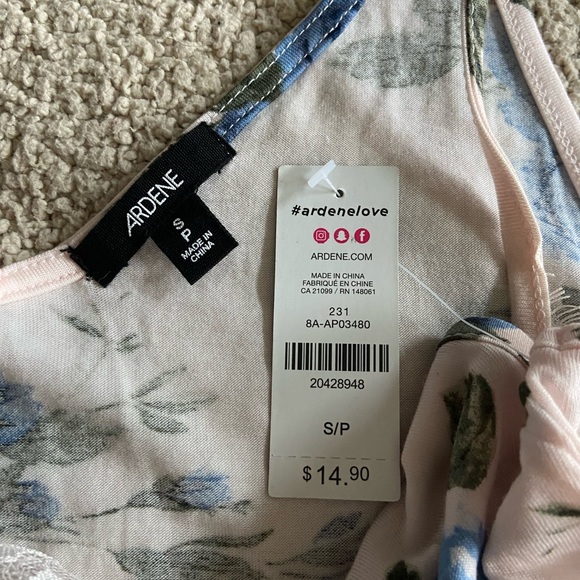 ARDENE
S
P
MADE IN
CHINA
#ardenelove
ARDENE.COM
MADE IN CHINA
FABRIQUÉ EN CHINE
CA 21099 / RN 148061
231
8A-AP03480
20428948
S/P
$14.90